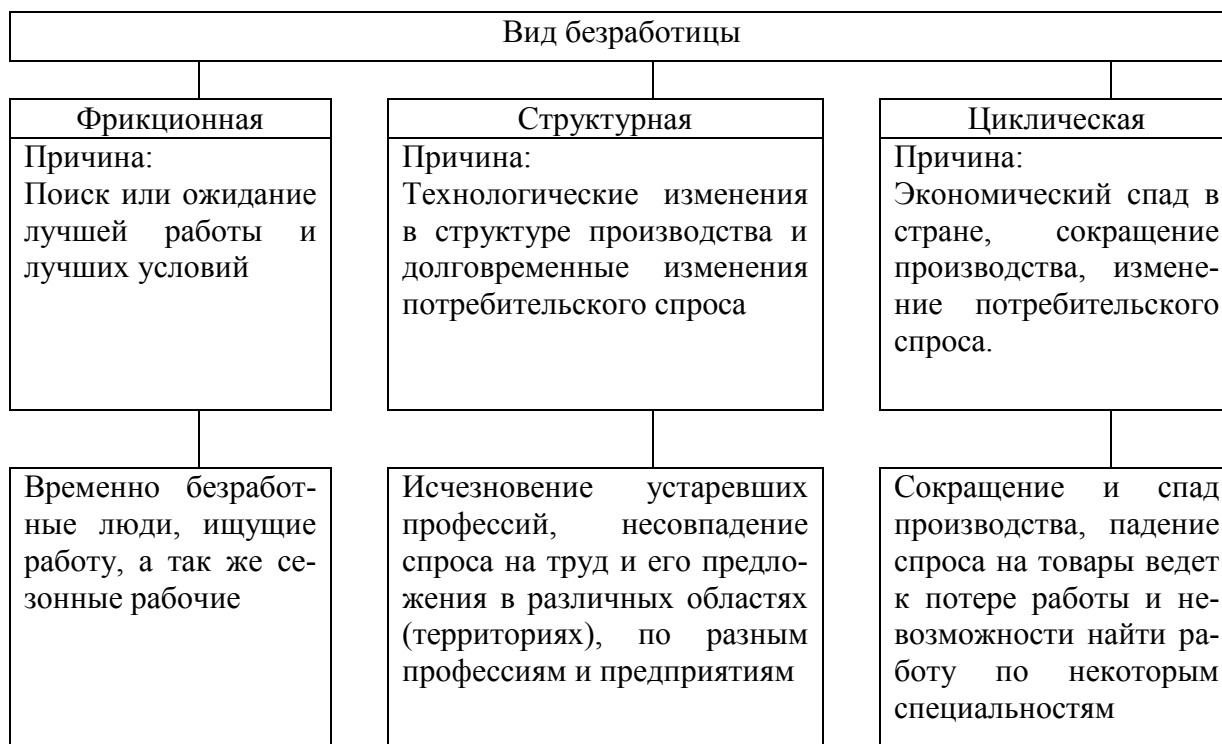 Вид безработицы
Фрикционная
Причина:
Поиск или ожидание
лучшей работы и
лучших условий
Структурная
Причина:
Технологические изменения
в структуре производства и
долговременные изменения
потребительского спроса
Циклическая
Причина:
Экономический спад в
стране, сокращение
производства, измене-
ние потребительского
спроса.
Временно безработ-
ные люди, ищущие
работу, а так же се-
зонные рабочие
Исчезновение устаревших
профессий, несовпадение
спроса на труд и его предло-
жения в различных областях
(территориях), по разным
профессиям и предприятиям
Сокращение и спад
производства, падение
спроса на товары ведет
к потере работы и не-
возможности найти ра-
боту по некоторым
специальностям